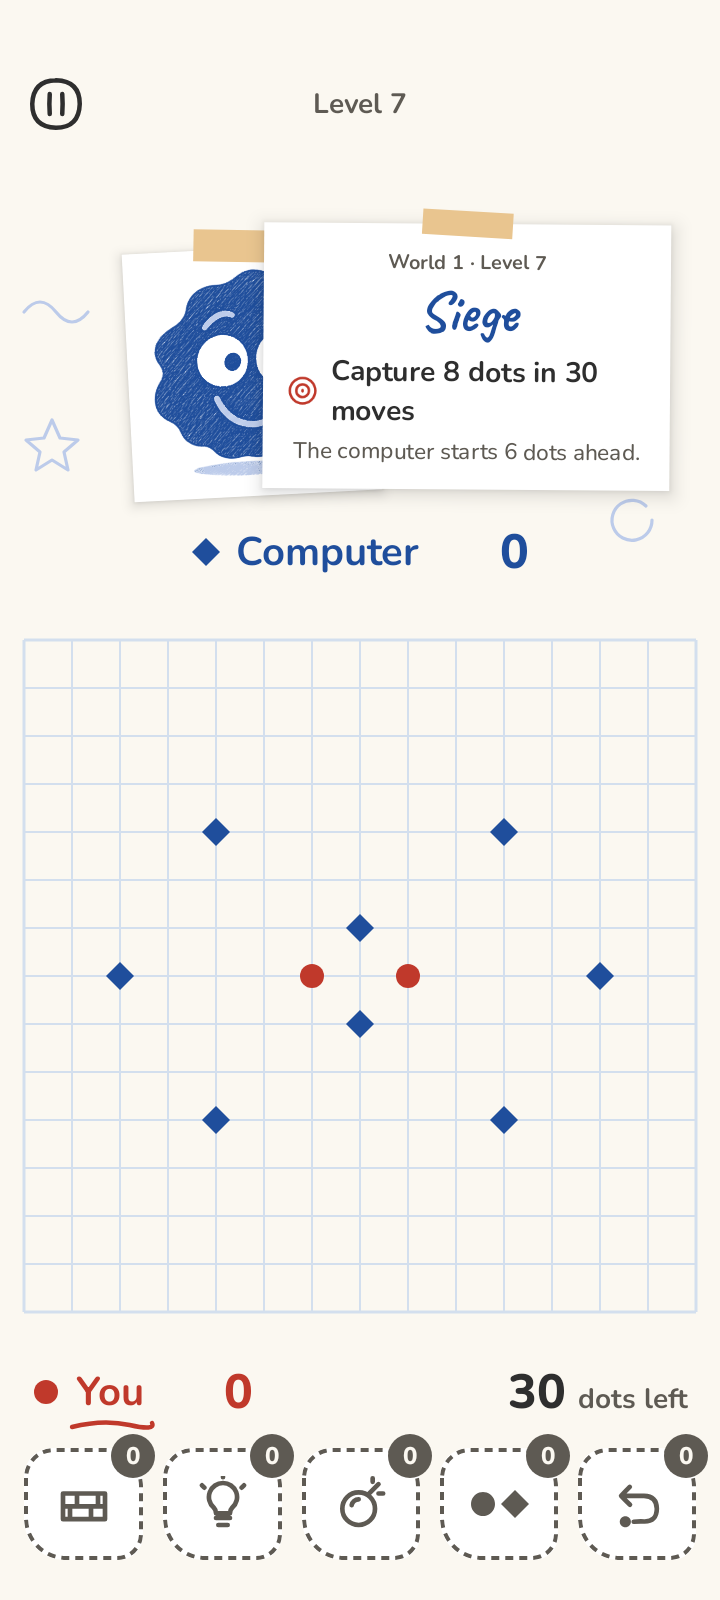 Level 7
World 1 · Level 7
Siege
Capture 8 dots in 30
moves
The computer starts 6 dots ahead.
Computer 0
You 0 30 dots left
0 0 0 0 0